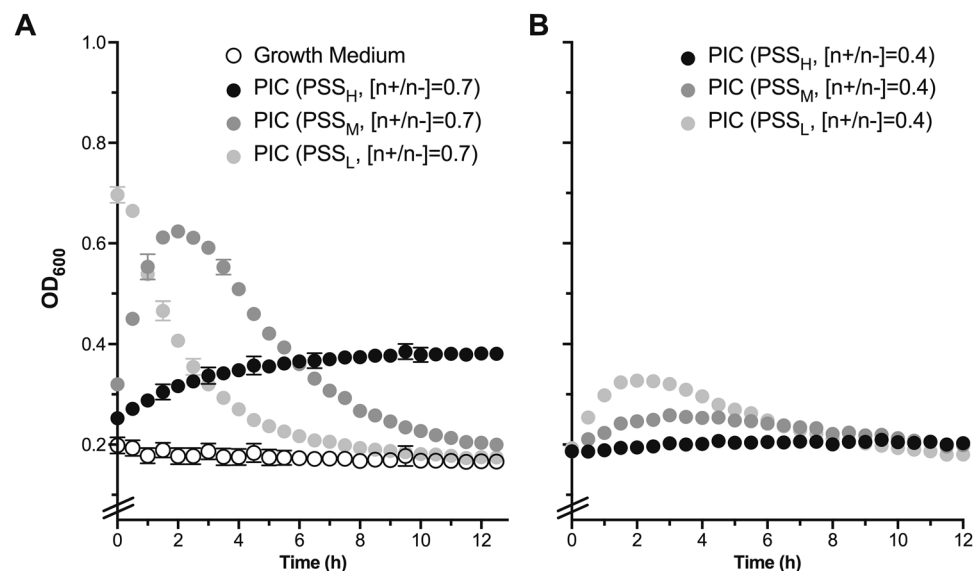 A
1.0
0.8
0.6
0.4
0.2
OD600
Growth Medium
PIC (PSSH, [n+/n-]=0.7)
PIC (PSSM, [n+/n-]=0.7)
PIC (PSSL, [n+/n-]=0.7)
0 2 4 6 8 10 12
Time (h)
B
PIC (PSSH, [n+/n-]=0.4)
PIC (PSSM, [n+/n-]=0.4)
PIC (PSSL, [n+/n-]=0.4)
0 2 4 6 8 10 12
Time (h)